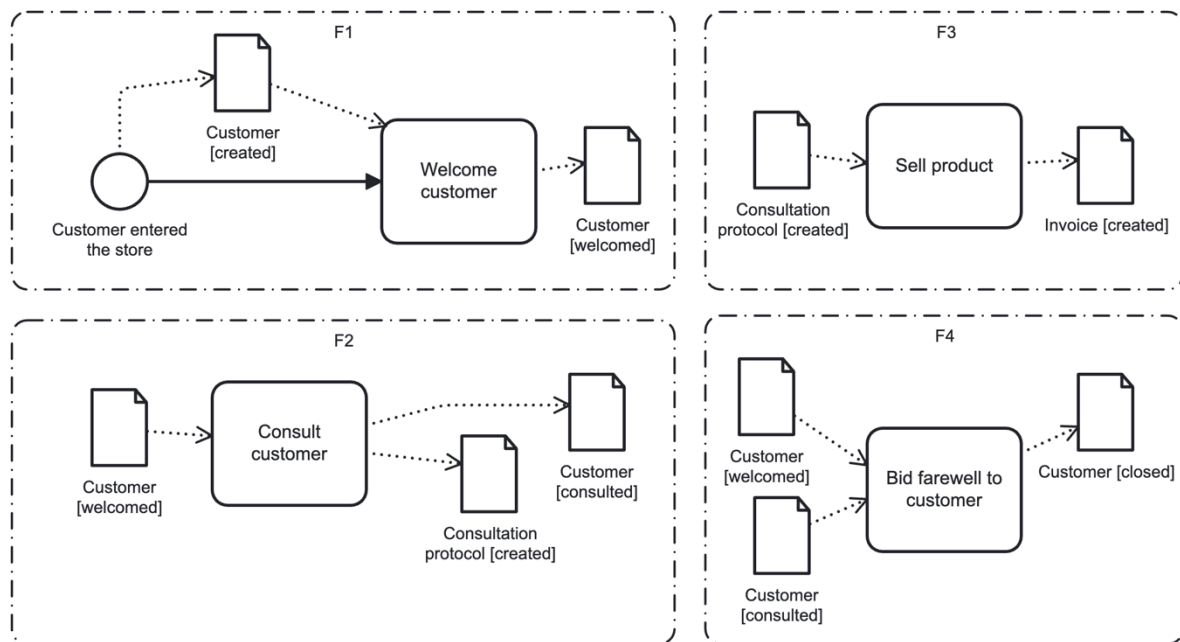 F1
Customer
[created]
Welcome
customer
Customer entered
the store
Customer
[welcomed]
F3
Consultation
protocol [created]
Sell product
Invoice [created]
F2
Customer
[welcomed]
Consult
customer
Customer
[consulted]
Consultation
protocol [created]
F4
Customer
[welcomed]
Customer
[consulted]
Bid farewell to
customer
Customer [closed]